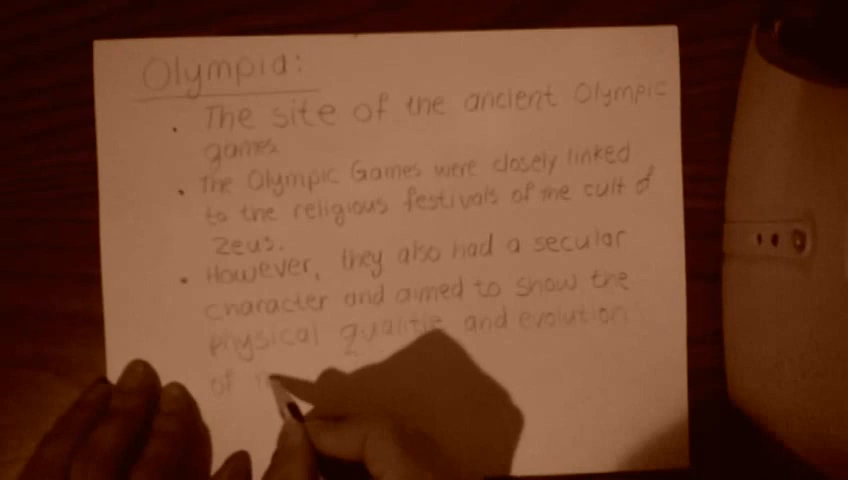 Olympia:
• The site of the ancient Olympic
games.
• The Olympic Games were closely linked
to the religious festivals of the cult of
Zeus.
• However, they also had a secular
character and aimed to show the
physical qualitie and evolution
of